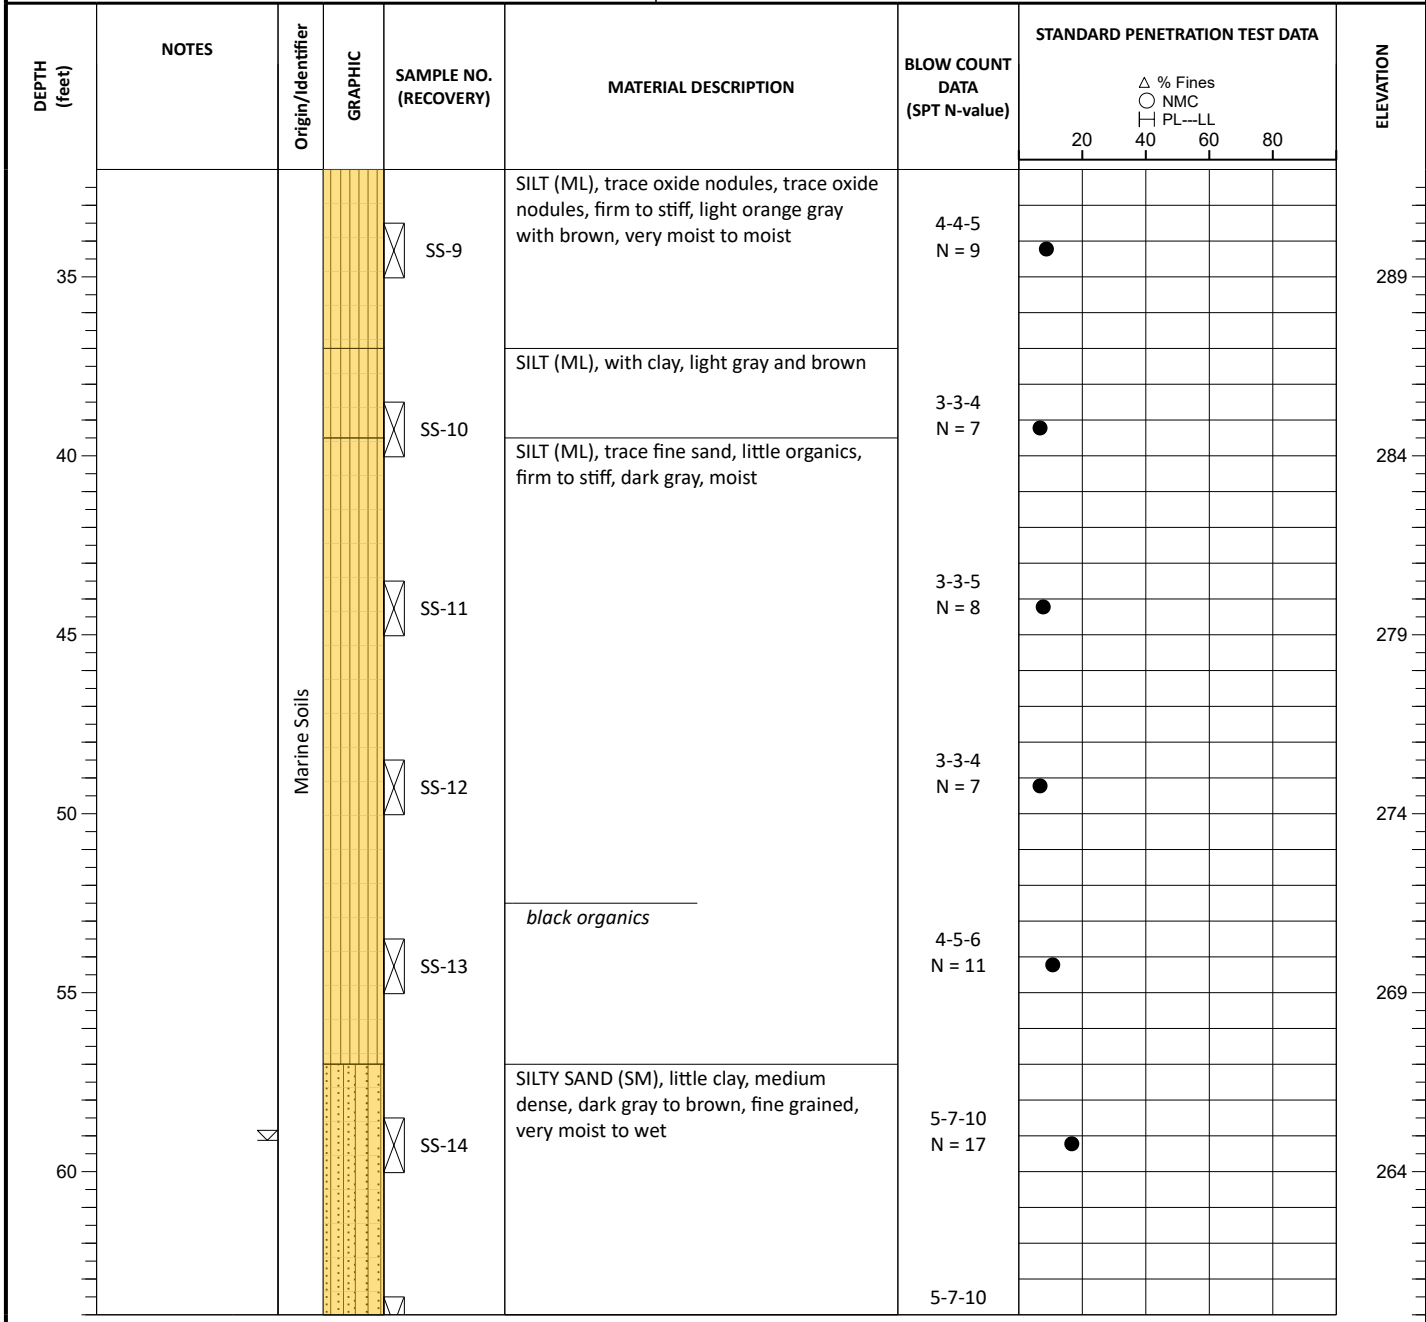 DEPTH
(feet)
NOTES
Origin/Identifier
GRAPHIC
SAMPLE NO.
(RECOVERY)
MATERIAL DESCRIPTION
BLOW COUNT
DATA
(SPT N-value)
STANDARD PENETRATION TEST DATA
% Fines
NMC
PL---LL
20 40 60 80
ELEVATION
SILT (ML), trace oxide nodules, trace oxide
nodules, firm to stiff, light orange gray
with brown, very moist to moist
4-4-5
SS-9
N = 9
35
289
SILT (ML), with clay, light gray and brown
3-3-4
SS-10
N = 7
40
284
SILT (ML), trace fine sand, little organics,
firm to stiff, dark gray, moist
3-3-5
SS-11
N = 8
45
279
Marine Soils
3-3-4
SS-12
N = 7
50
274
black organics
4-5-6
SS-13
N = 11
55
269
SILTY SAND (SM), little clay, medium
dense, dark gray to brown, fine grained,
very moist to wet
5-7-10
SS-14
N = 17
60
264
5-7-10